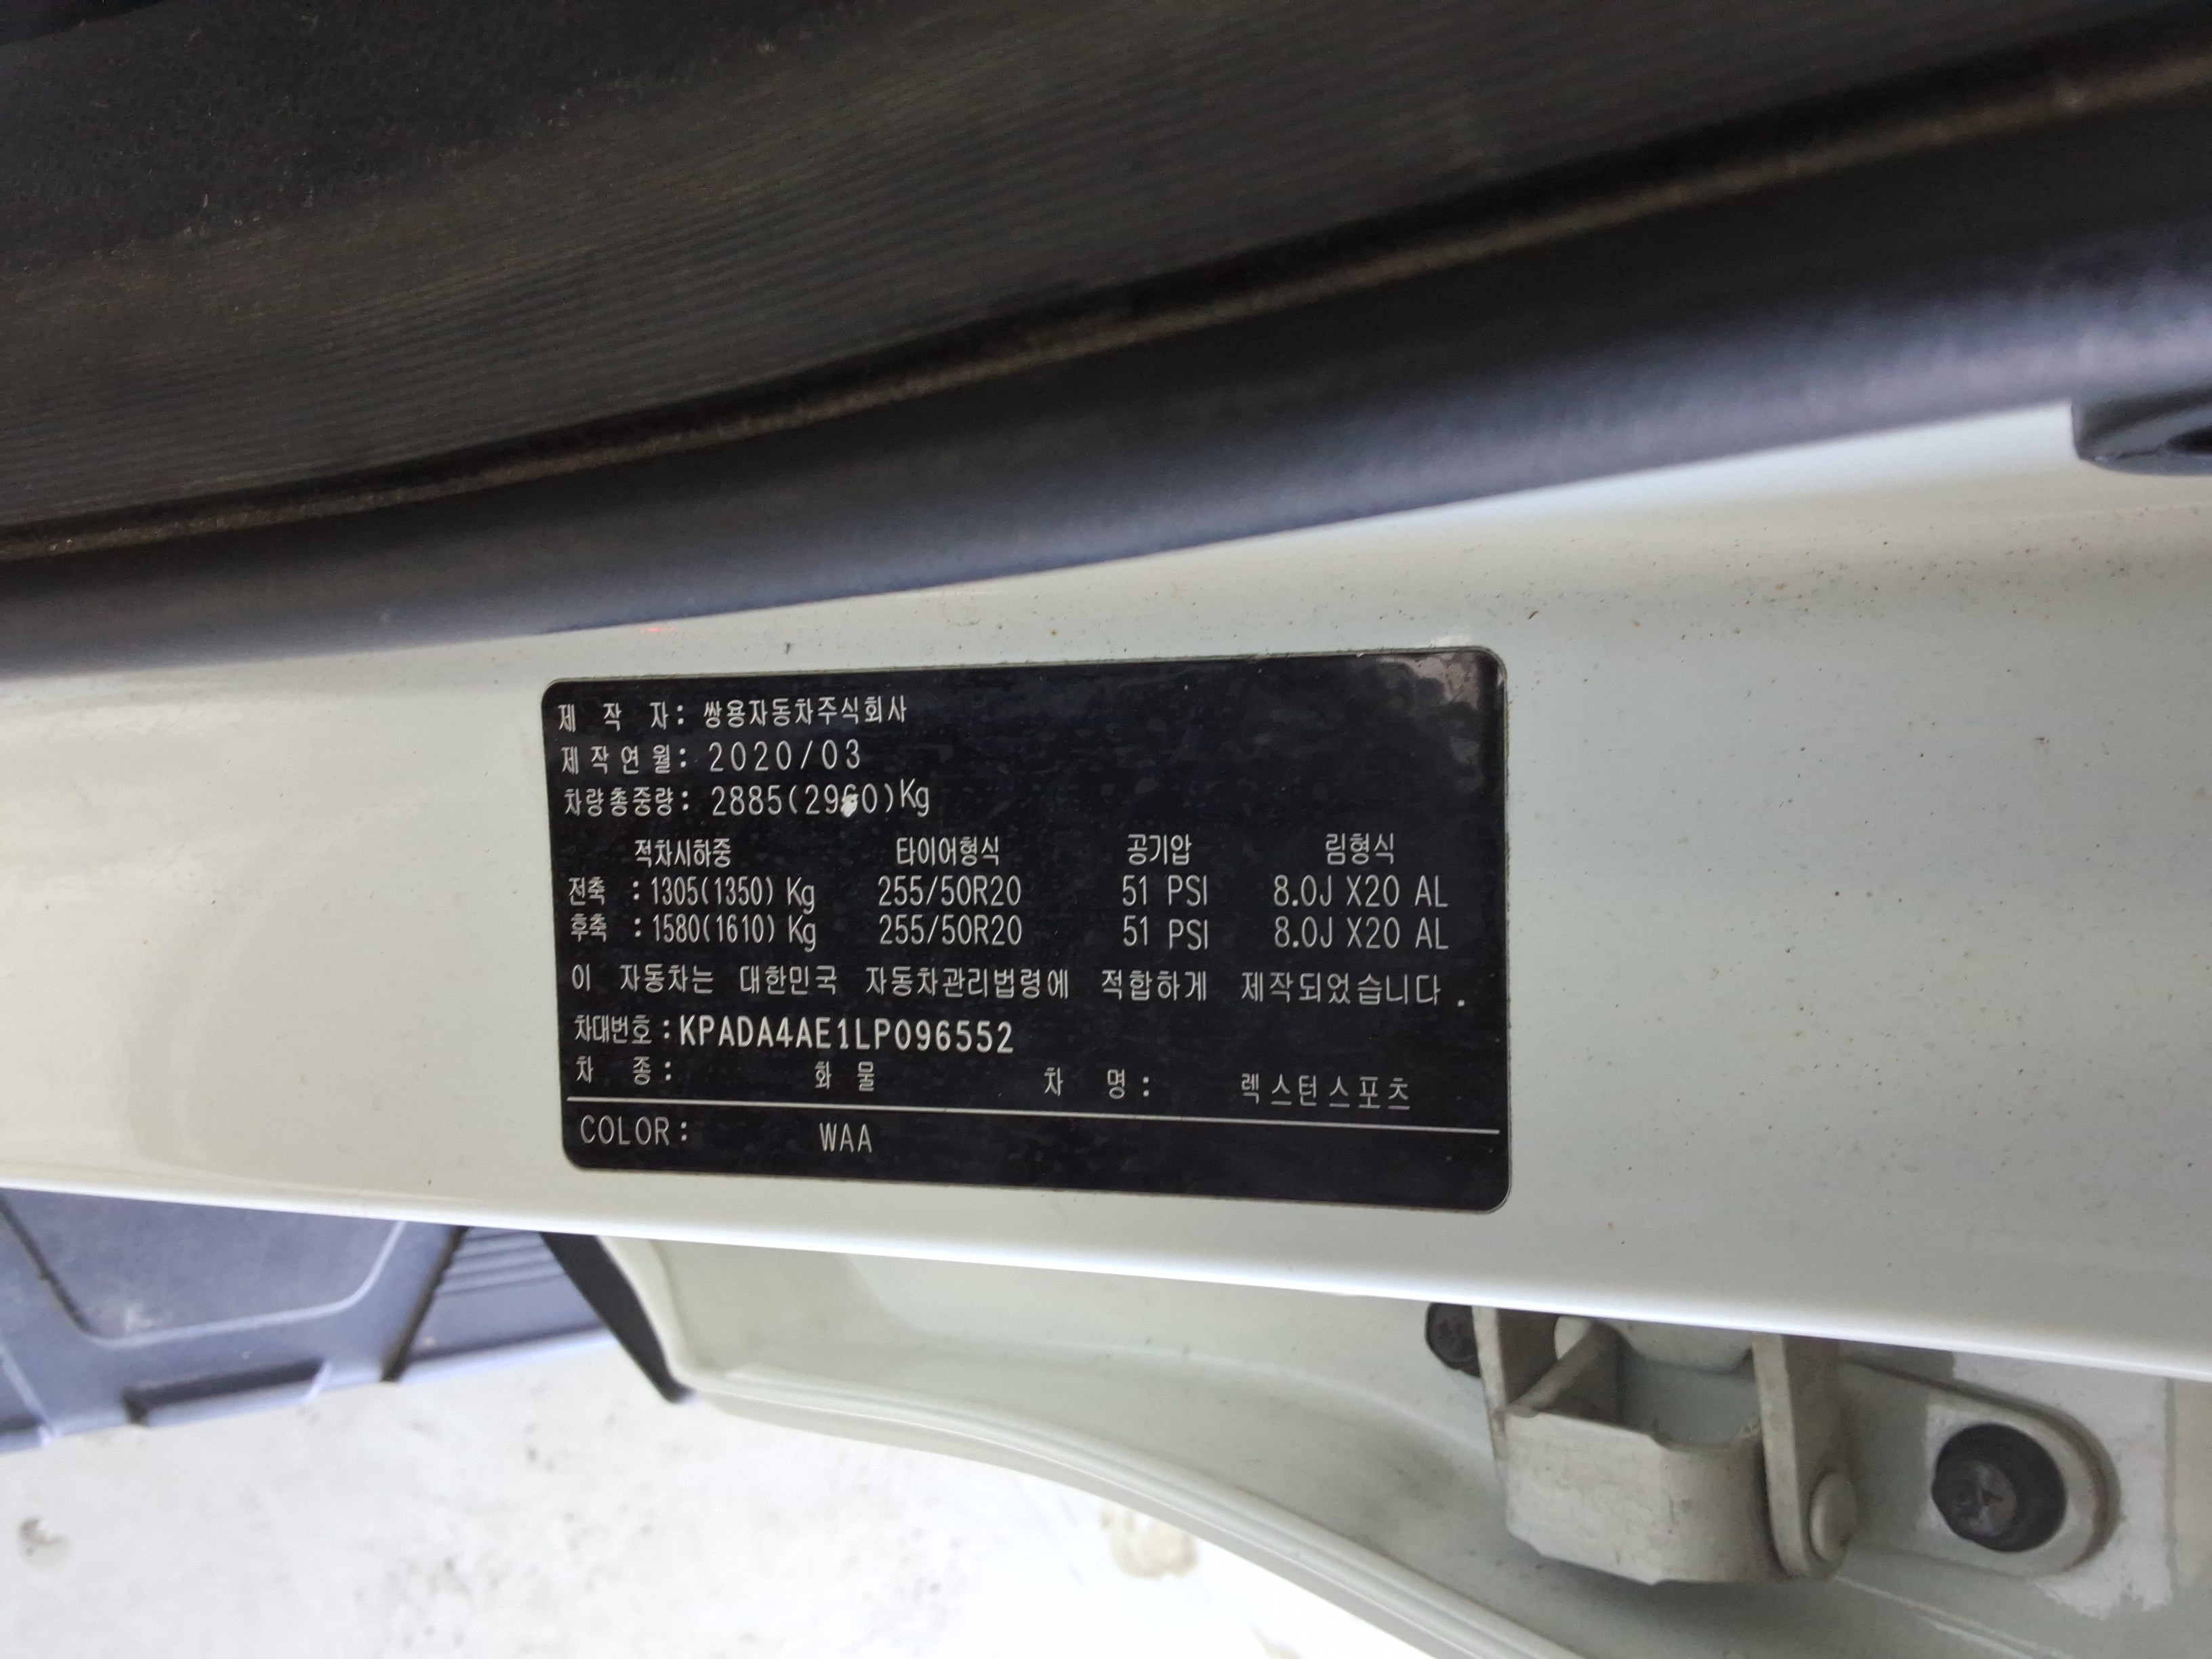 제 작 자: 쌍용자동차주식회사
제작연월: 2020/03
차량총중량: 2885(2960)Kg
적차시하중 타이어형식 공기압 림형식
전축 : 1305(1350) Kg 255/50R20 51 PSI 8.0J X20 AL
후축 : 1580(1610) Kg 255/50R20 51 PSI 8.0J X20 AL
이 자동차는 대한민국 자동차관리법령에 적합하게 제작되었습니다.
차대번호:KPADA4AE1LP096552
차 종: 화 물 차 명: 렉스턴스포츠
COLOR: WAA